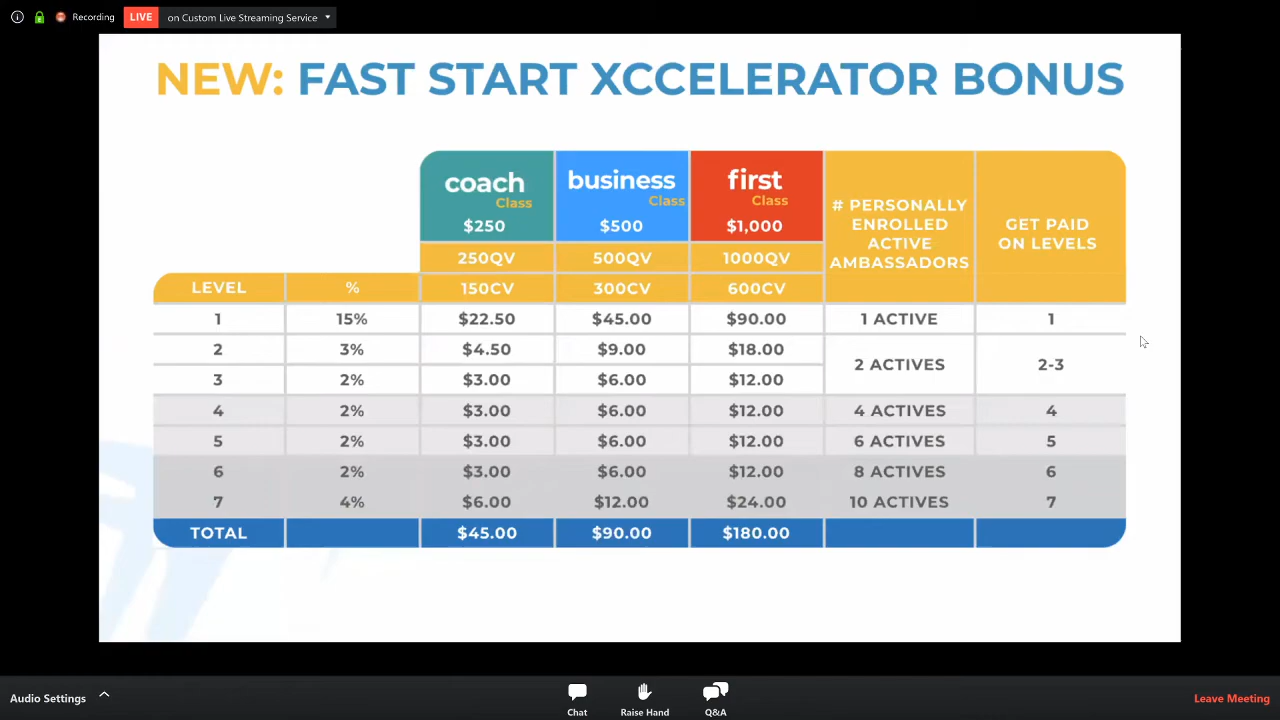 Recording LIVE on Custom Live Streaming Service
NEW: FAST START XCCELERATOR BONUS
coach Class $250
business Class $500
first Class $1,000
# PERSONALLY ENROLLED ACTIVE AMBASSADORS
GET PAID ON LEVELS
250QV 500QV 1000QV
LEVEL % 150CV 300CV 600CV
1 15% $22.50 $45.00 $90.00 1 ACTIVE 1
2 3% $4.50 $9.00 $18.00 2 ACTIVES 2-3
3 2% $3.00 $6.00 $12.00
4 2% $3.00 $6.00 $12.00 4 ACTIVES 4
5 2% $3.00 $6.00 $12.00 6 ACTIVES 5
6 2% $3.00 $6.00 $12.00 8 ACTIVES 6
7 4% $6.00 $12.00 $24.00 10 ACTIVES 7
TOTAL $45.00 $90.00 $180.00
Audio Settings Chat Raise Hand Q&A Leave Meeting